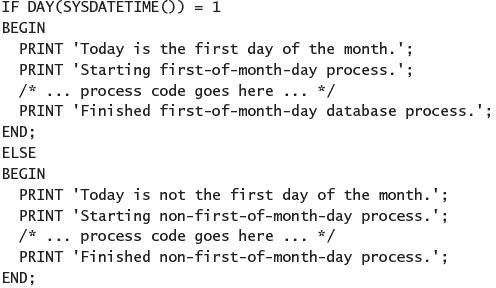 IF DAY(SYSDATETIME()) = 1
BEGIN
  PRINT 'Today is the first day of the month.';
  PRINT 'Starting first-of-month-day process.';
  /* ... process code goes here ... */
  PRINT 'Finished first-of-month-day database process.';
END;
ELSE
BEGIN
  PRINT 'Today is not the first day of the month.';
  PRINT 'Starting non-first-of-month-day process.';
  /* ... process code goes here ... */
  PRINT 'Finished non-first-of-month-day process.';
END;